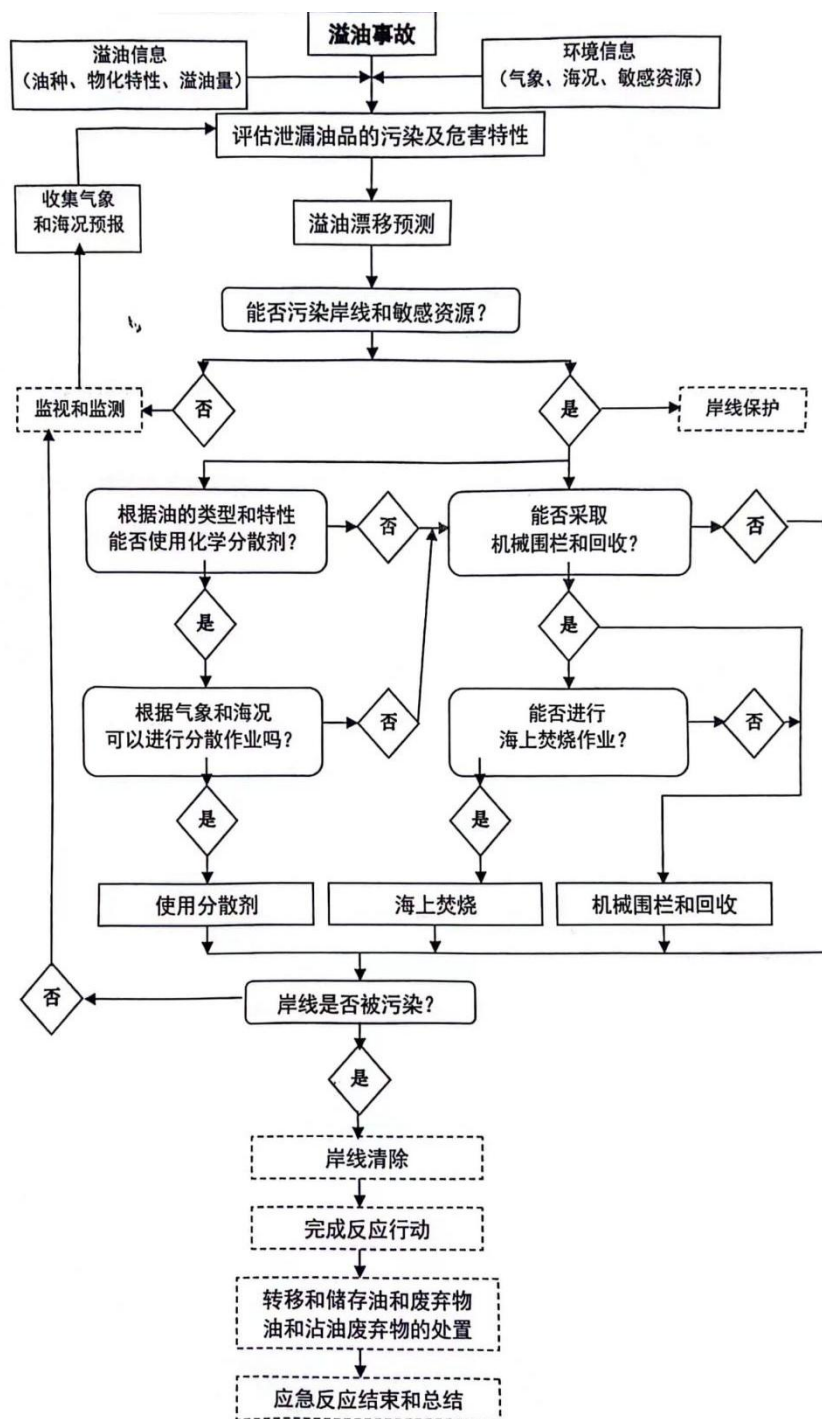 溢油事故
溢油信息
（油种、物化特性、溢油量）
环境信息
（气象、海况、敏感资源）
评估泄漏油品的污染及危害特性
收集气象
和海况预报
溢油漂移预测
能否污染岸线和敏感资源？
监视和监测
否
是
岸线保护
根据油的类型和特性
能否使用化学分散剂？
否
能否采取
机械围栏和回收？
否
是
是
根据气象和海况
可以进行分散作业吗？
否
能否进行
海上焚烧作业？
否
是
是
使用分散剂
海上焚烧
机械围栏和回收
否
岸线是否被污染？
是
岸线清除
完成反应行动
转移和储存油和废弃物
油和沾油废弃物的处置
应急反应结束和总结